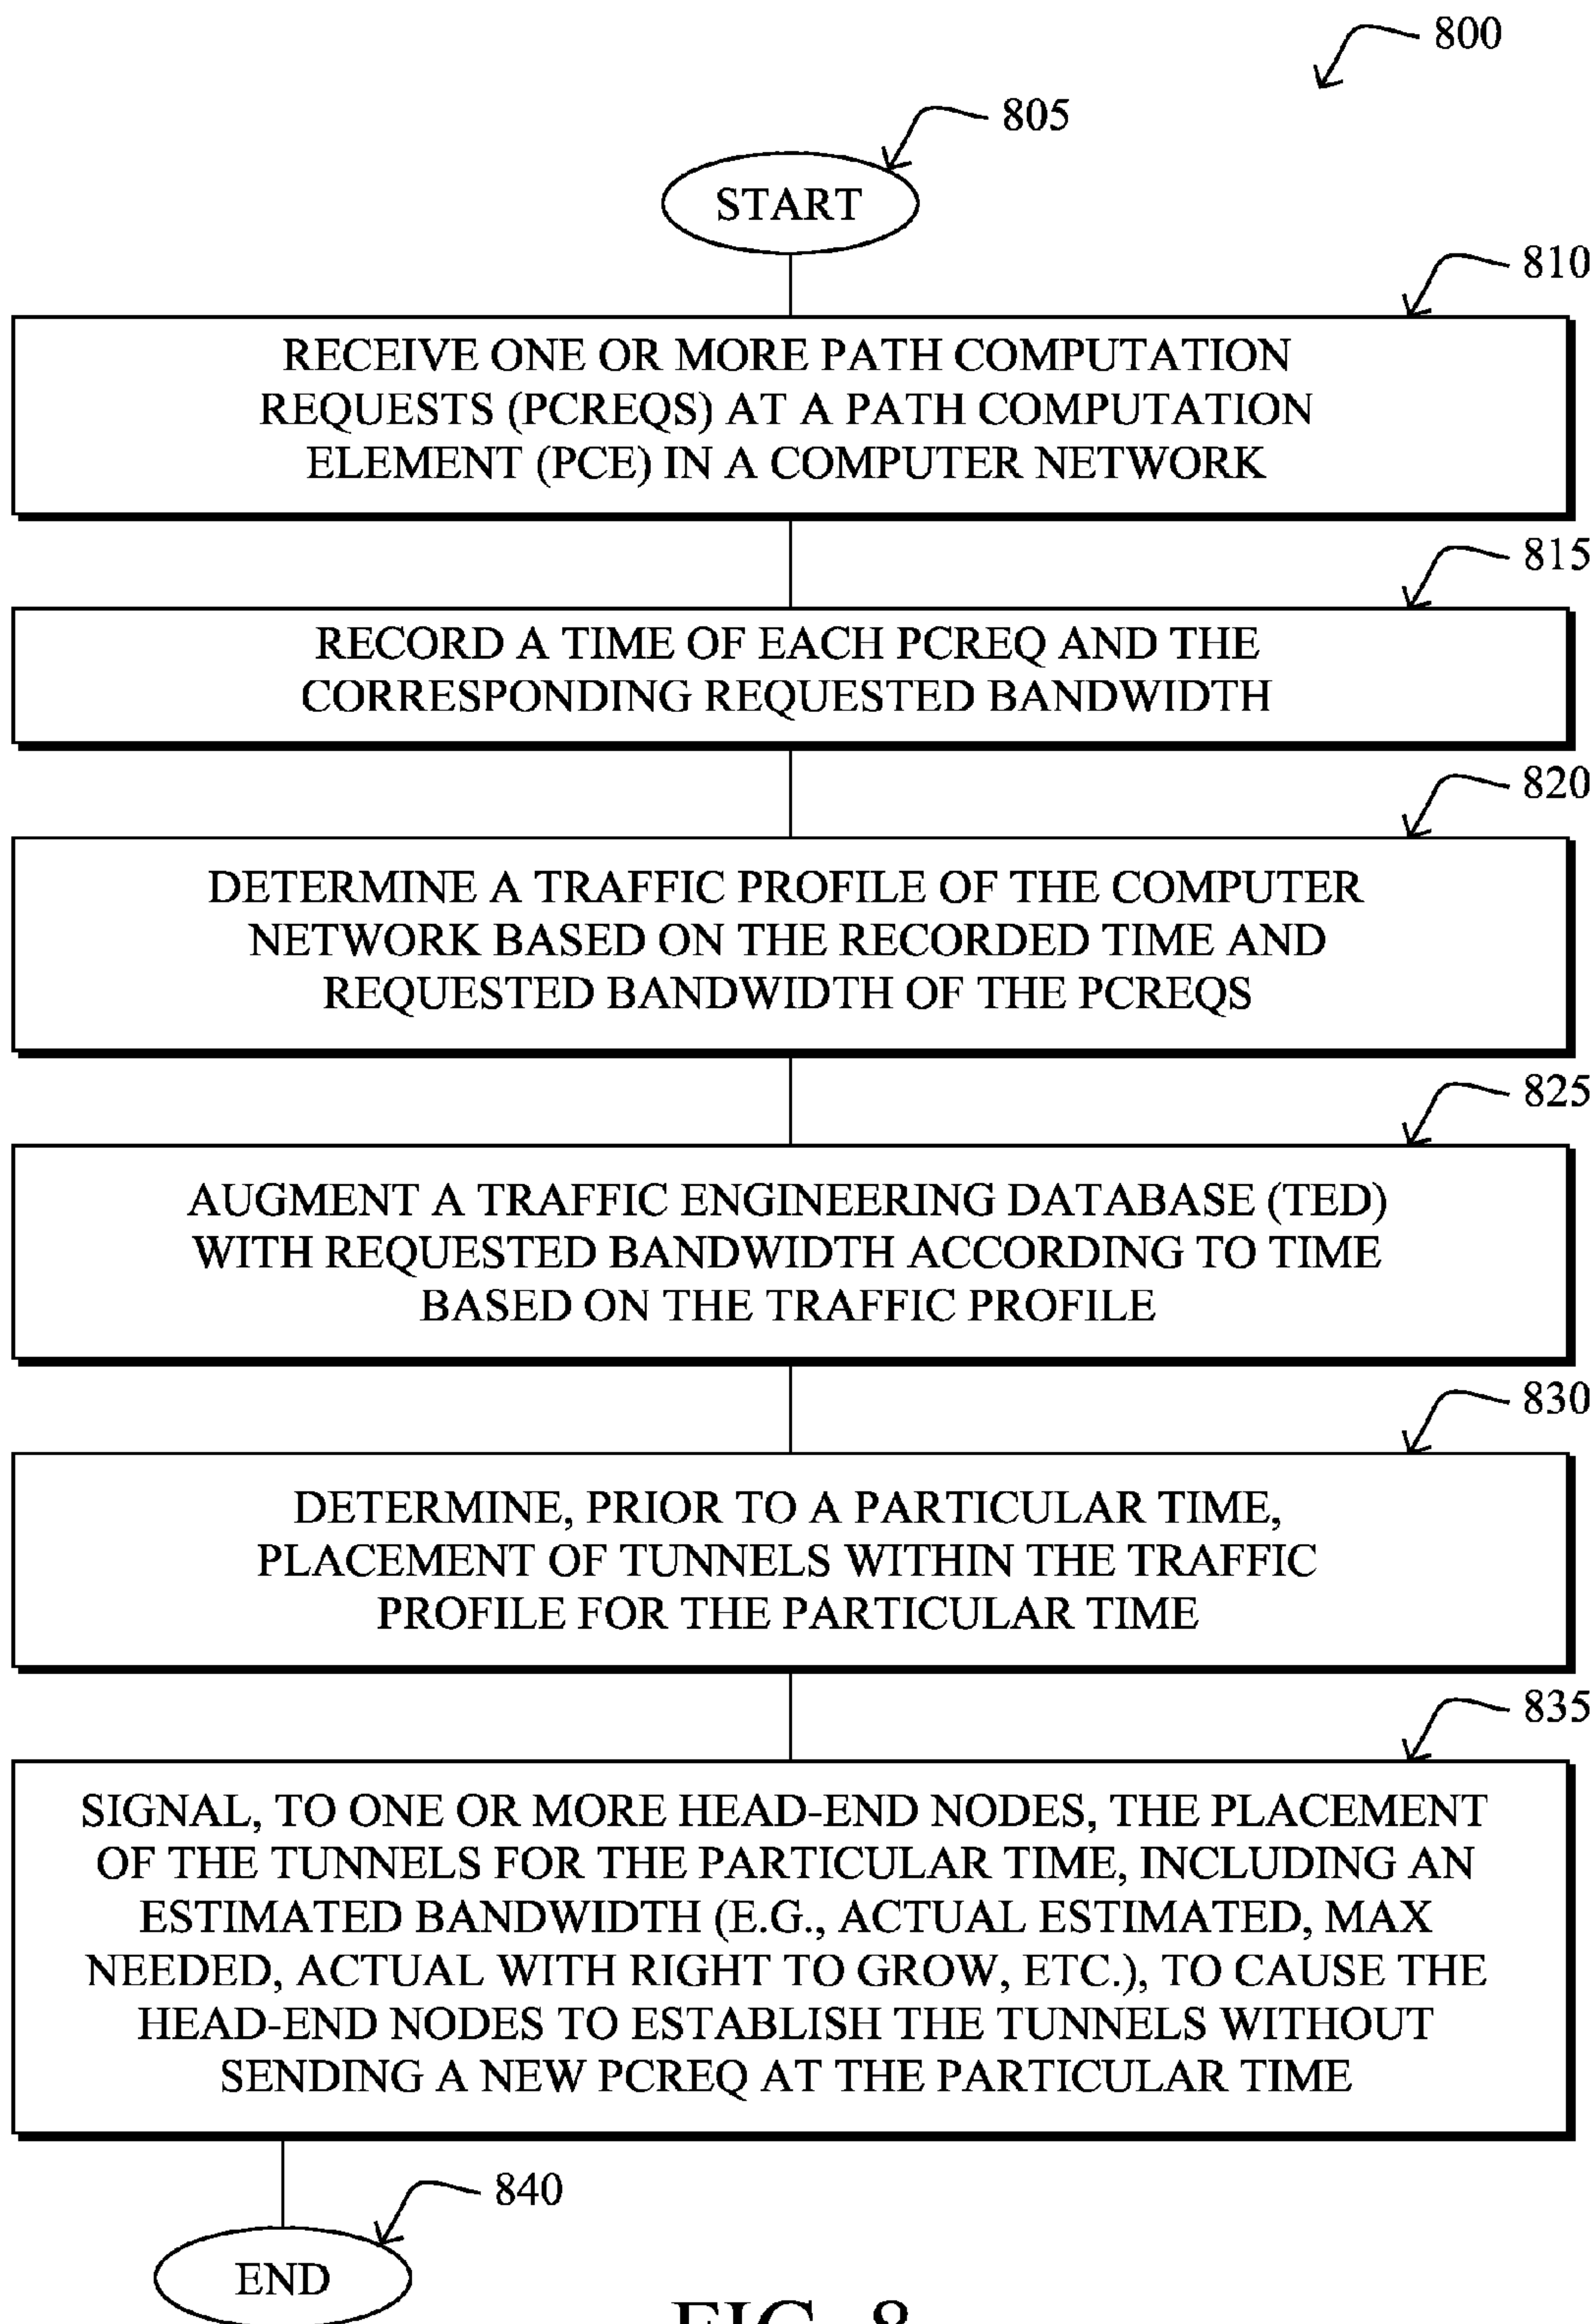 800
805
START
810
RECEIVE ONE OR MORE PATH COMPUTATION
REQUESTS (PCREQS) AT A PATH COMPUTATION
ELEMENT (PCE) IN A COMPUTER NETWORK
815
RECORD A TIME OF EACH PCREQ AND THE
CORRESPONDING REQUESTED BANDWIDTH
820
DETERMINE A TRAFFIC PROFILE OF THE COMPUTER
NETWORK BASED ON THE RECORDED TIME AND
REQUESTED BANDWIDTH OF THE PCREQS
825
AUGMENT A TRAFFIC ENGINEERING DATABASE (TED)
WITH REQUESTED BANDWIDTH ACCORDING TO TIME
BASED ON THE TRAFFIC PROFILE
830
DETERMINE, PRIOR TO A PARTICULAR TIME,
PLACEMENT OF TUNNELS WITHIN THE TRAFFIC
PROFILE FOR THE PARTICULAR TIME
835
SIGNAL, TO ONE OR MORE HEAD-END NODES, THE PLACEMENT
OF THE TUNNELS FOR THE PARTICULAR TIME, INCLUDING AN
ESTIMATED BANDWIDTH (E.G., ACTUAL ESTIMATED, MAX
NEEDED, ACTUAL WITH RIGHT TO GROW, ETC.), TO CAUSE THE
HEAD-END NODES TO ESTABLISH THE TUNNELS WITHOUT
SENDING A NEW PCREQ AT THE PARTICULAR TIME
840
END
FIG. 8